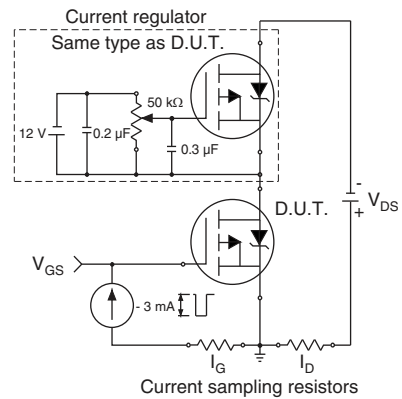 Current regulator
Same type as D.U.T.
50 kΩ
12 V
0.2 µF
0.3 µF
-
+
V_DS
D.U.T.
V_GS
- 3 mA
I_G
I_D
Current sampling resistors